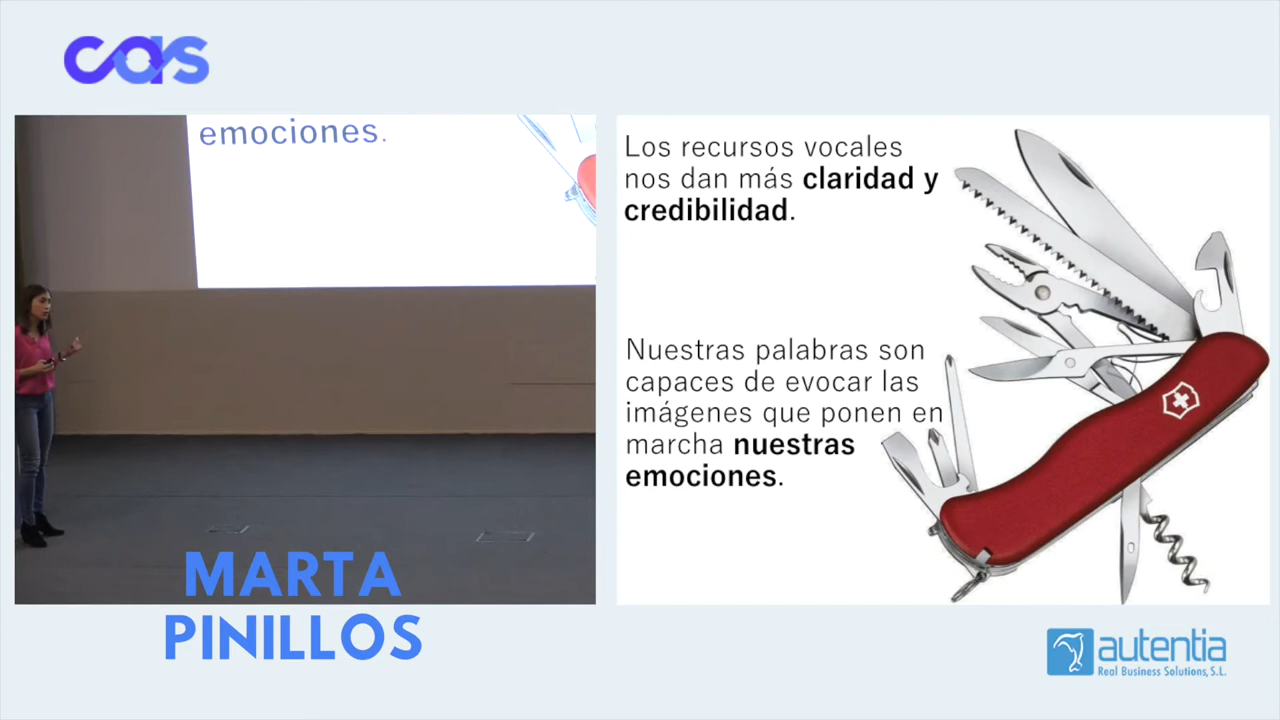 cas
emociones.
Los recursos vocales
nos dan más claridad y
credibilidad.
Nuestras palabras son
capaces de evocar las
imágenes que ponen en
marcha nuestras
emociones.
MARTA
PINILLOS
autentia
Real Business Solutions, S.L.